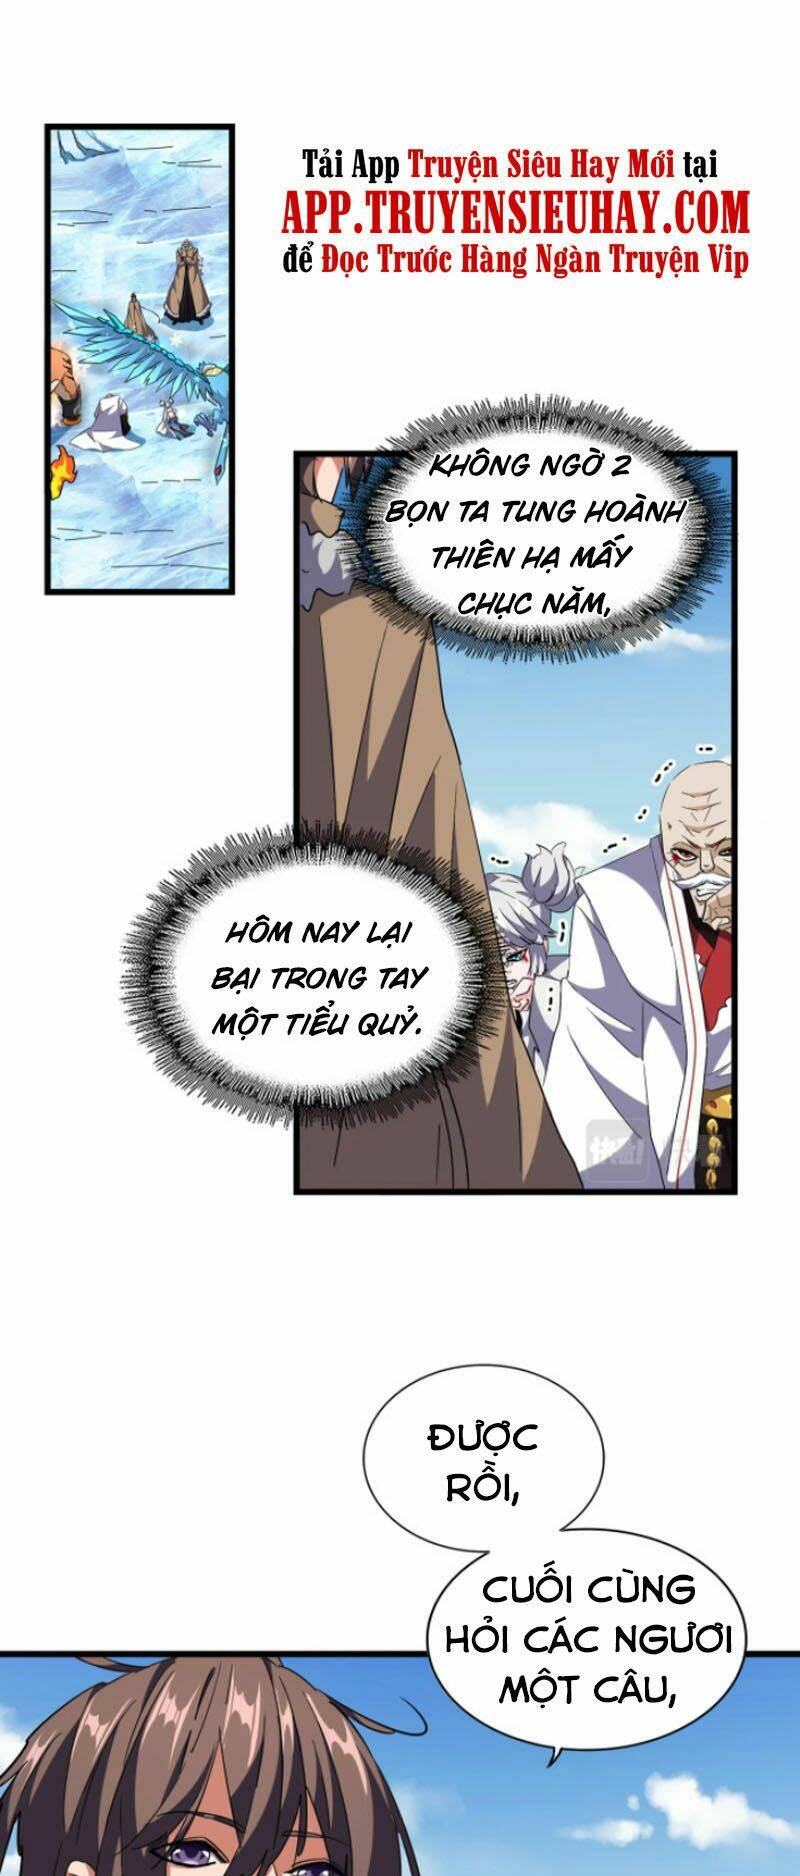 Tải App Truyện Siêu Hay Mới tại
APP.TRUYENSIEUHAY.COM
để Đọc Trước Hàng Ngàn Truyện Vip
KHÔNG NGỜ 2
BỌN TA TUNG HOÀNH
THIÊN HẠ MẤY
CHỤC NĂM,
HÔM NAY LẠI
BẠI TRONG TAY
MỘT TIỂU QUỶ.
ĐƯỢC
RỒI,
CUỐI CÙNG
HỎI CÁC NGƯƠI
MỘT CÂU,